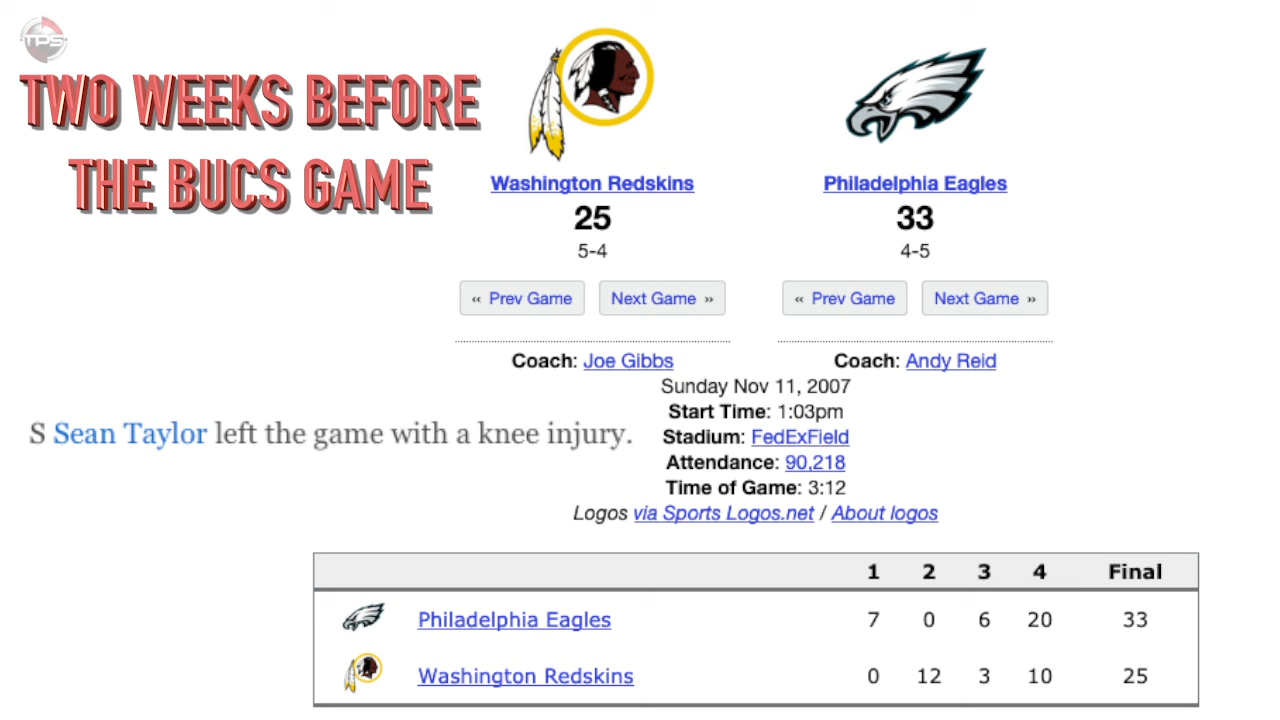 TPS
TWO WEEKS BEFORE
THE BUCS GAME
Washington Redskins
25
5-4
‹‹ Prev Game Next Game ››
Coach: Joe Gibbs
Philadelphia Eagles
33
4-5
‹‹ Prev Game Next Game ››
Coach: Andy Reid
Sunday Nov 11, 2007
Start Time: 1:03pm
Stadium: FedExField
Attendance: 90,218
Time of Game: 3:12
Logos via Sports Logos.net / About logos
S Sean Taylor left the game with a knee injury.
1 2 3 4 Final
Philadelphia Eagles 7 0 6 20 33
Washington Redskins 0 12 3 10 25